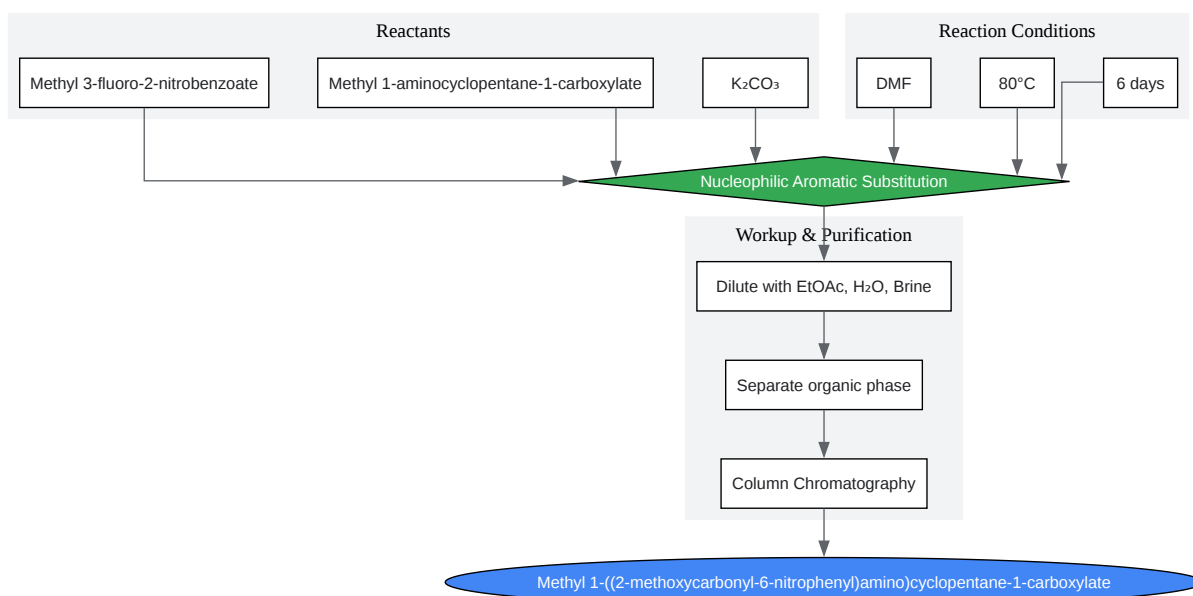 Reactants
Reaction Conditions
Methyl 3-fluoro-2-nitrobenzoate
Methyl 1-aminocyclopentane-1-carboxylate
K₂CO₃
DMF
80°C
6 days
Nucleophilic Aromatic Substitution
Workup & Purification
Dilute with EtOAc, H₂O, Brine
Separate organic phase
Column Chromatography
Methyl 1-((2-methoxycarbonyl-6-nitrophenyl)amino)cyclopentane-1-carboxylate